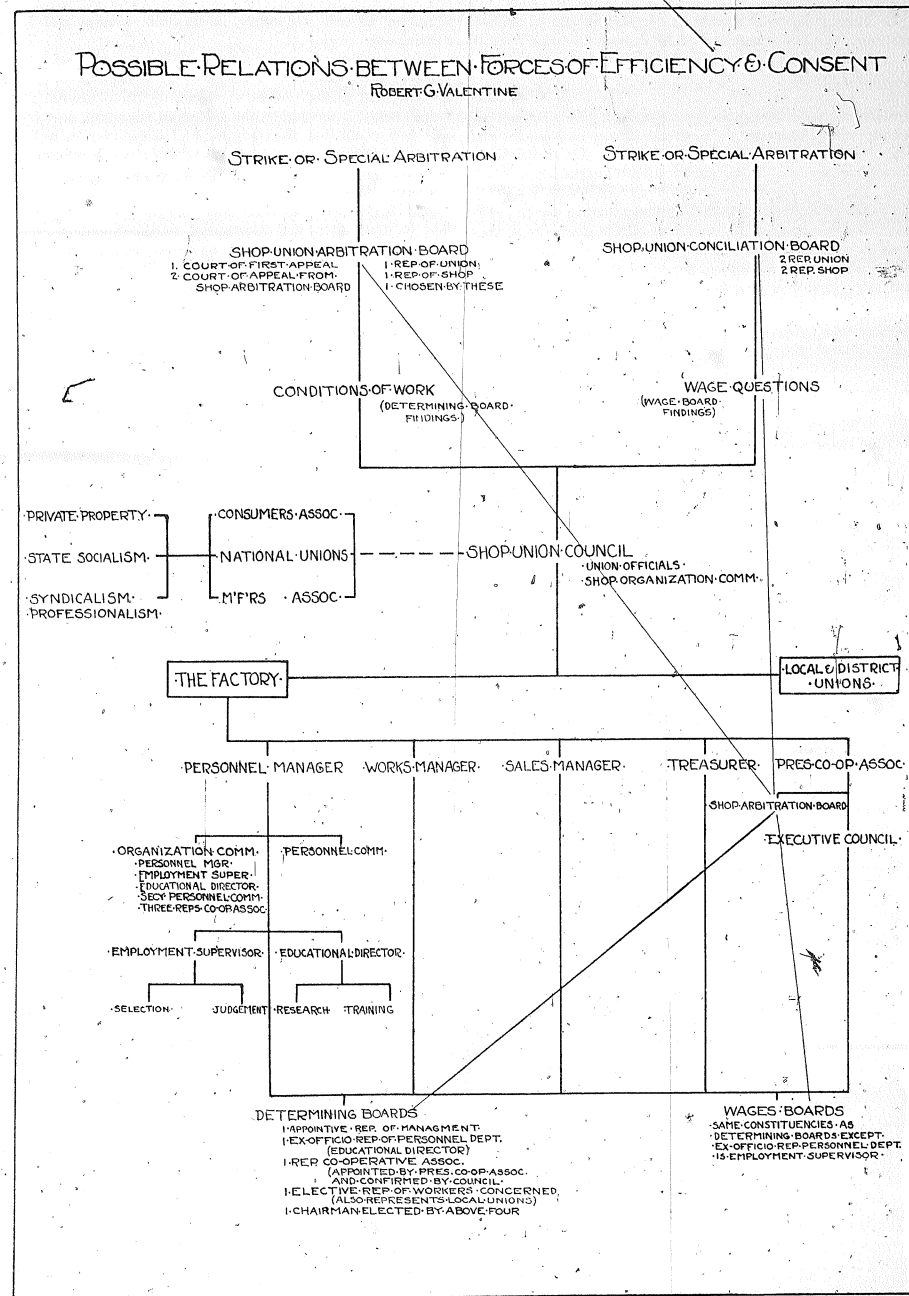 POSSIBLE·RELATIONS·BETWEEN·FORCES·OF·EFFICIENCY·&·CONSENT
ROBERT·G·VALENTINE
STRIKE·OR·SPECIAL·ARBITRATION
STRIKE·OR·SPECIAL·ARBITRATION
SHOP·UNION·ARBITRATION·BOARD
1. COURT·OF·FIRST·APPEAL
2· COURT·OF·APPEAL·FROM·
SHOP·ARBITRATION·BOARD
1·REP·OF·UNION
1·REP·OF·SHOP
1·CHOSEN·BY·THESE
SHOP·UNION·CONCILIATION·BOARD
2 REP. UNION
2 REP. SHOP
CONDITIONS·OF·WORK
(DETERMINING·BOARD·
FINDINGS·)
WAGE·QUESTIONS
(WAGE·BOARD·
FINDINGS)
·PRIVATE·PROPERTY·
·STATE SOCIALISM·
·SYNDICALISM·
·PROFESSIONALISM·
·CONSUMERS·ASSOC·
·NATIONAL·UNIONS·
·M'F'RS · ASSOC·
·SHOP·UNION·COUNCIL
·UNION·OFFICIALS·
·SHOP·ORGANIZATION·COMM·
·THE·FACTORY·
·LOCAL·&·DISTRICT·
·UNIONS·
·PERSONNEL·MANAGER
·WORKS·MANAGER·
·SALES·MANAGER·
TREASURER·
PRES·CO-OP·ASSOC·
SHOP·ARBITRATION·BOARD
·EXECUTIVE COUNCIL·
·ORGANIZATION·COMM·
·PERSONNEL MGR·
·EMPLOYMENT SUPER·
·EDUCATIONAL DIRECTOR·
·SECY PERSONNEL·COMM·
·THREE·REPS·CO-OP·ASSOC·
·PERSONNEL·COMM·
·EMPLOYMENT·SUPERVISOR·
·EDUCATIONAL·DIRECTOR·
·SELECTION·
JUDGEMENT
·RESEARCH·
·TRAINING
DETERMINING BOARDS
1·APPOINTIVE·REP. OF·MANAGMENT·
1·EX-OFFICIO·REP·OF·PERSONNEL DEPT.
(EDUCATIONAL DIRECTOR)
1·REP CO-OPERATIVE ASSOC.
(APPOINTED·BY·PRES.CO-OP·ASSOC.
AND·CONFIRMED·BY·COUNCIL·
1·ELECTIVE·REP·OF·WORKERS·CONCERNED
(ALSO·REPRESENTS·LOCAL·UNIONS)
1·CHAIRMAN·ELECTED·BY·ABOVE·FOUR
WAGES·BOARDS
·SAME·CONSTITUENCIES·AS
·DETERMINING·BOARDS·EXCEPT·
·EX-OFFICIO·REP·PERSONNEL·DEPT.
·IS·EMPLOYMENT·SUPERVISOR·